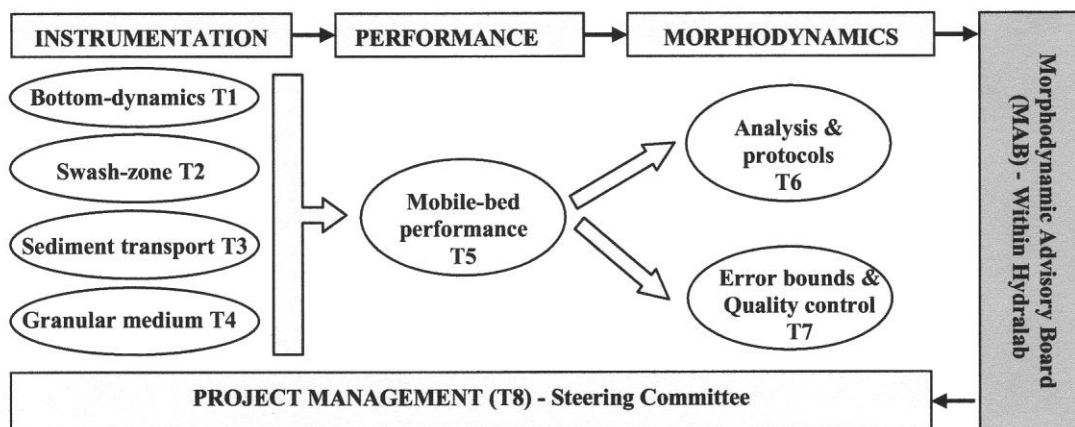 INSTRUMENTATION
PERFORMANCE
MORPHODYNAMICS
Bottom-dynamics T1
Swash-zone T2
Sediment transport T3
Granular medium T4
Mobile-bed
performance
T5
Analysis &
protocols
T6
Error bounds &
Quality control
T7
Morphodynamic Advisory Board
(MAB) - Within Hydralab
PROJECT MANAGEMENT (T8) - Steering Committee